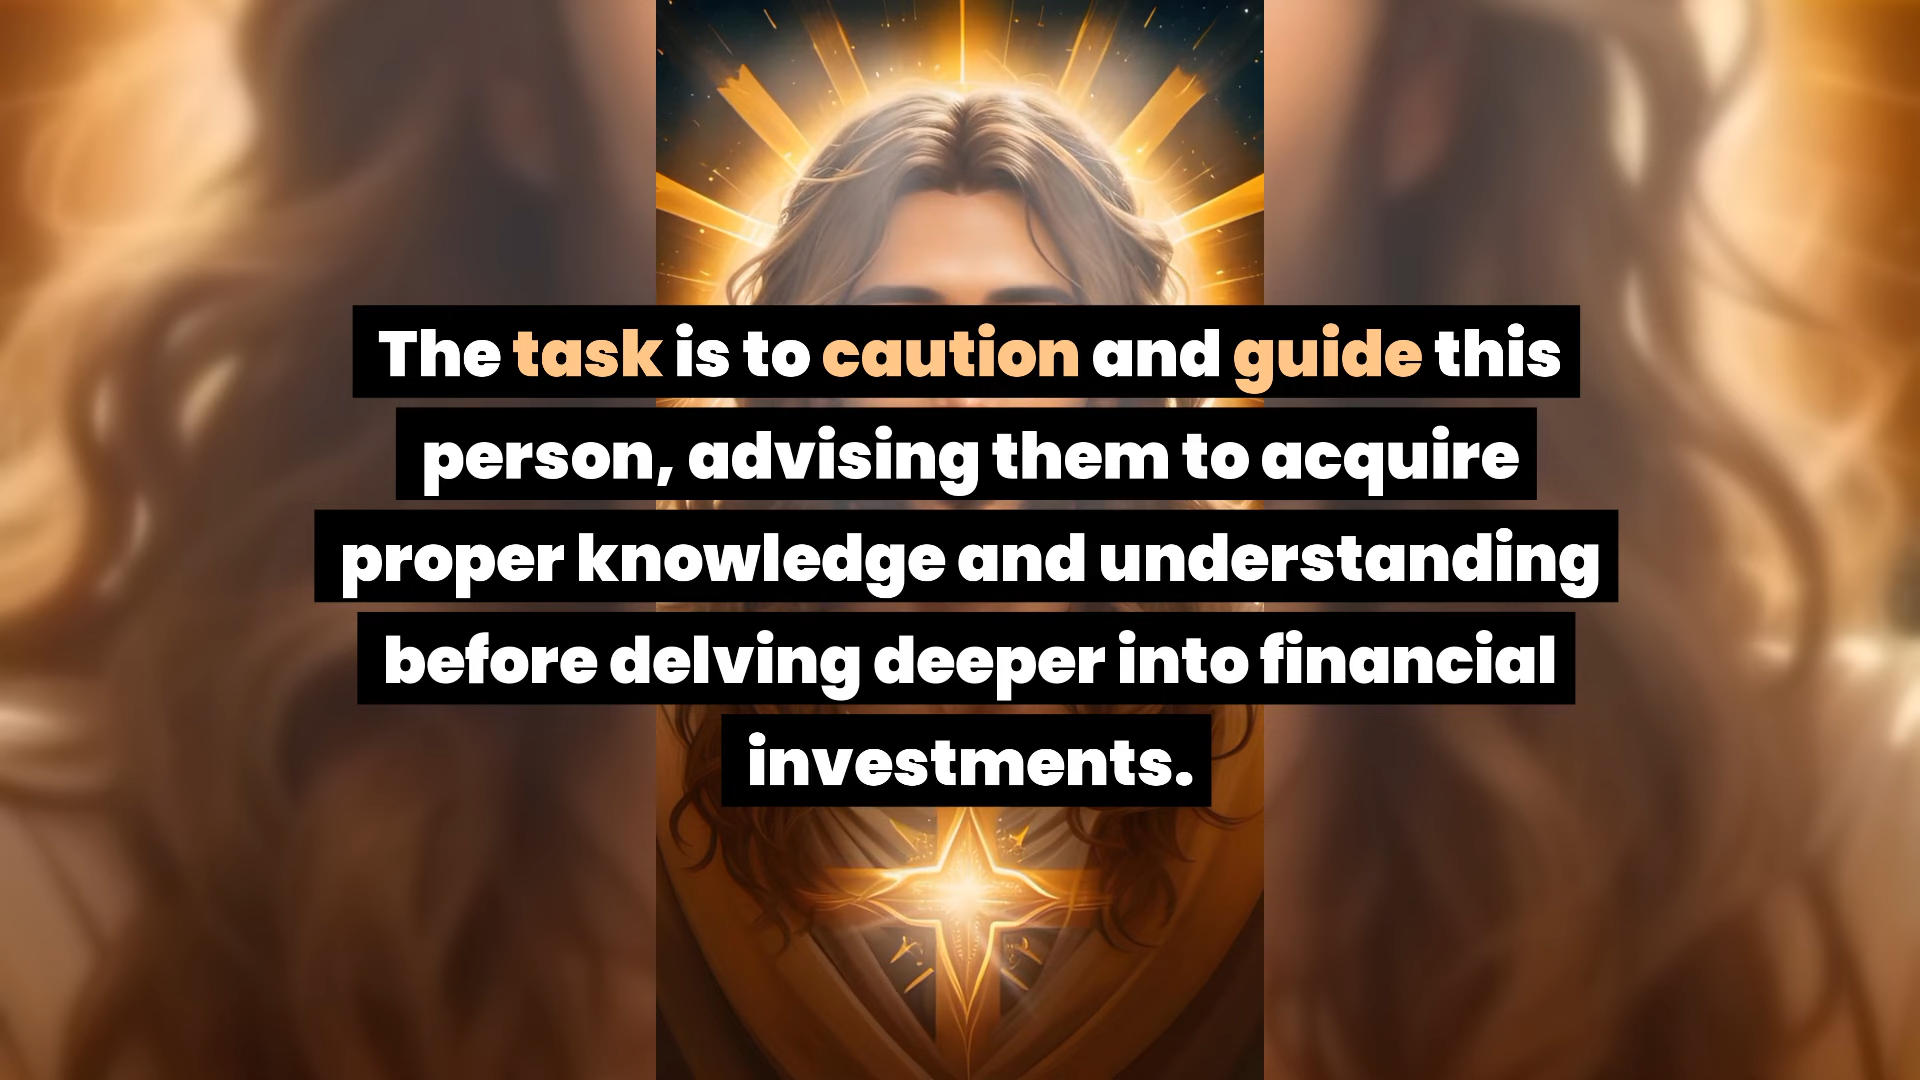 The task is to caution and guide this
person, advising them to acquire
proper knowledge and understanding
before delving deeper into financial
investments.